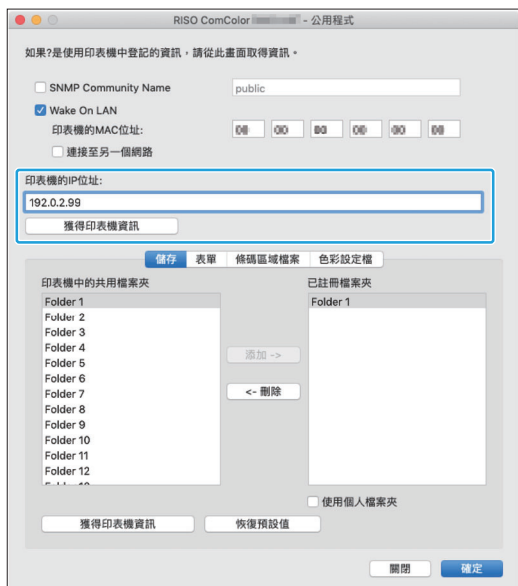 RISO ComColor - 公用程式
如果?是使用印表機中登記的資訊，請從此畫面取得資訊。
SNMP Community Name
public
Wake On LAN
印表機的MAC位址:
連接至另一個網路
印表機的IP位址:
192.0.2.99
獲得印表機資訊
儲存 表單 條碼區域檔案 色彩設定檔
印表機中的共用檔案夾
Folder 1
Folder 2
Folder 3
Folder 4
Folder 5
Folder 6
Folder 7
Folder 8
Folder 9
Folder 10
Folder 11
Folder 12
添加 ->
<- 刪除
已註冊檔案夾
Folder 1
使用個人檔案夾
獲得印表機資訊
恢復預設值
關閉
確定